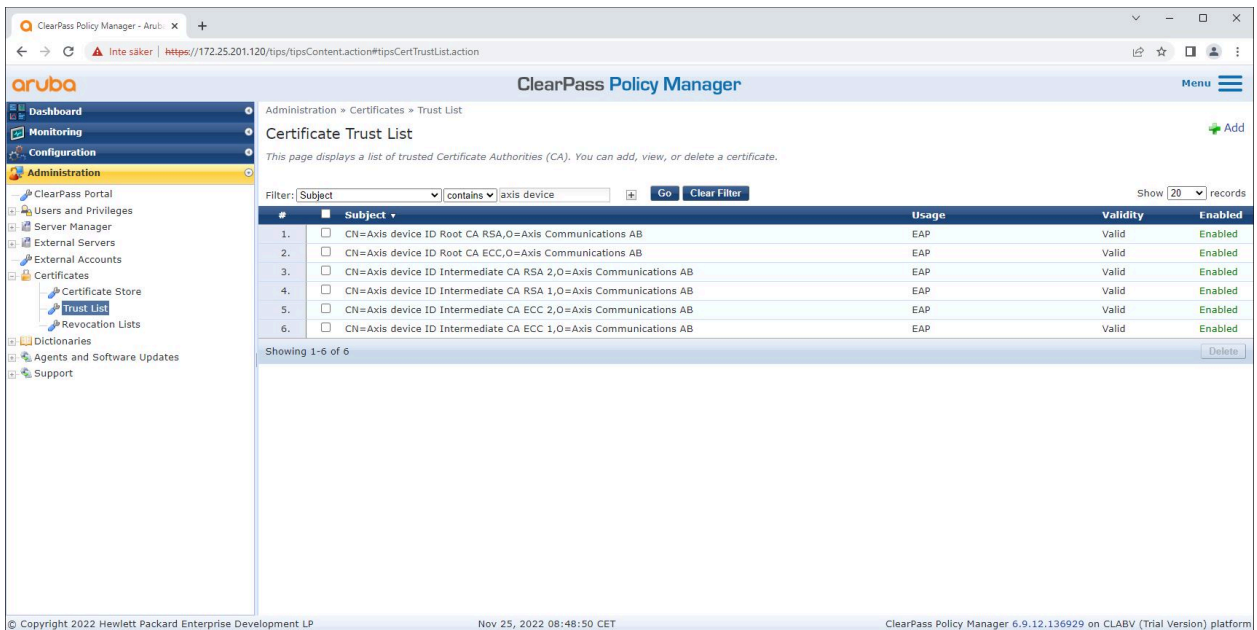 ClearPass Policy Manager - Arub
Inte säker | https://172.25.201.120/tips/tipsContent.action#tipsCertTrustList.action
aruba
ClearPass Policy Manager
Menu
Dashboard
Monitoring
Configuration
Administration
ClearPass Portal
Users and Privileges
Server Manager
External Servers
External Accounts
Certificates
Certificate Store
Trust List
Revocation Lists
Dictionaries
Agents and Software Updates
Support
Administration » Certificates » Trust List
Certificate Trust List
Add
This page displays a list of trusted Certificate Authorities (CA). You can add, view, or delete a certificate.
Filter: Subject contains axis device Go Clear Filter Show 20 records
# Subject Usage Validity Enabled
1. CN=Axis device ID Root CA RSA,O=Axis Communications AB EAP Valid Enabled
2. CN=Axis device ID Root CA ECC,O=Axis Communications AB EAP Valid Enabled
3. CN=Axis device ID Intermediate CA RSA 2,O=Axis Communications AB EAP Valid Enabled
4. CN=Axis device ID Intermediate CA RSA 1,O=Axis Communications AB EAP Valid Enabled
5. CN=Axis device ID Intermediate CA ECC 2,O=Axis Communications AB EAP Valid Enabled
6. CN=Axis device ID Intermediate CA ECC 1,O=Axis Communications AB EAP Valid Enabled
Showing 1-6 of 6 Delete
© Copyright 2022 Hewlett Packard Enterprise Development LP Nov 25, 2022 08:48:50 CET ClearPass Policy Manager 6.9.12.136929 on CLABV (Trial Version) platform